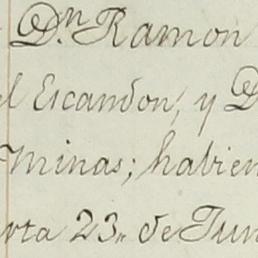 Dn. Ramon
l Escandon, y D
Minas; habien
rta 23,, de Jun